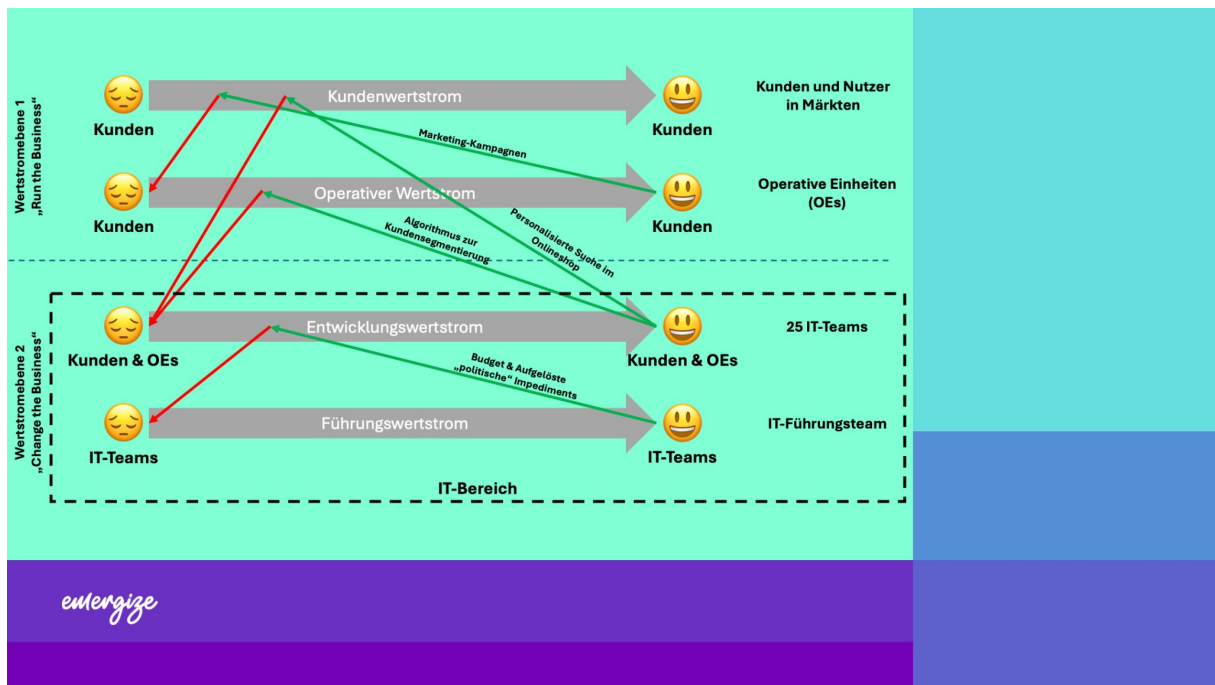 Wertstromebene 1
„Run the Business“
Kundenwertstrom
Kunden
Kunden
Kunden und Nutzer
in Märkten
Marketing-Kampagnen
Operativer Wertstrom
Kunden
Kunden
Operative Einheiten
(OEs)
Algorithmus zur
Kundensegmentierung
Personalisierte Suche im
Onlineshop
Wertstromebene 2
„Change the Business“
Entwicklungswertstrom
Kunden & OEs
Kunden & OEs
25 IT-Teams
Budget & Aufgelöste
„politische“ Impediments
Führungswertstrom
IT-Teams
IT-Teams
IT-Führungsteam
IT-Bereich
emergize